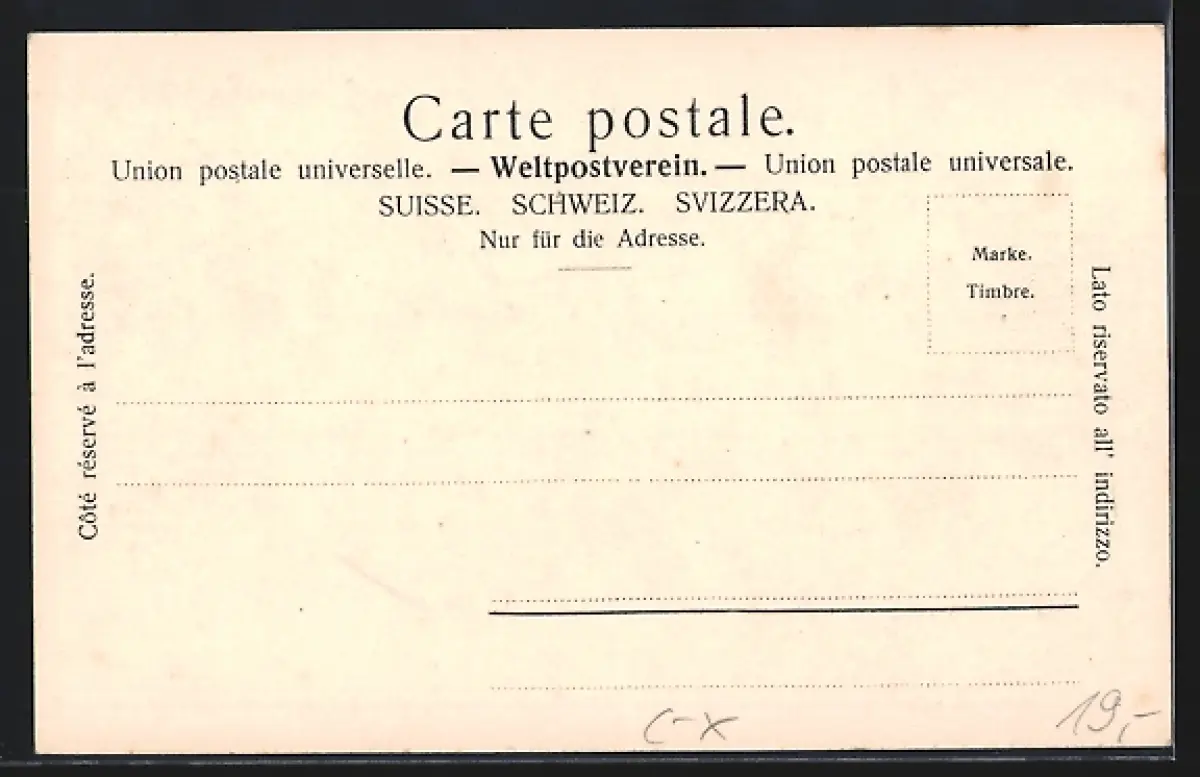 Carte postale.
Union postale universelle. — Weltpostverein. — Union postale universale.
SUISSE. SCHWEIZ. SVIZZERA.
Nur für die Adresse.
Marke.
Timbre.
Côté réservé à l'adresse.
Lato riservato all' indirizzo.
C-X
19,-